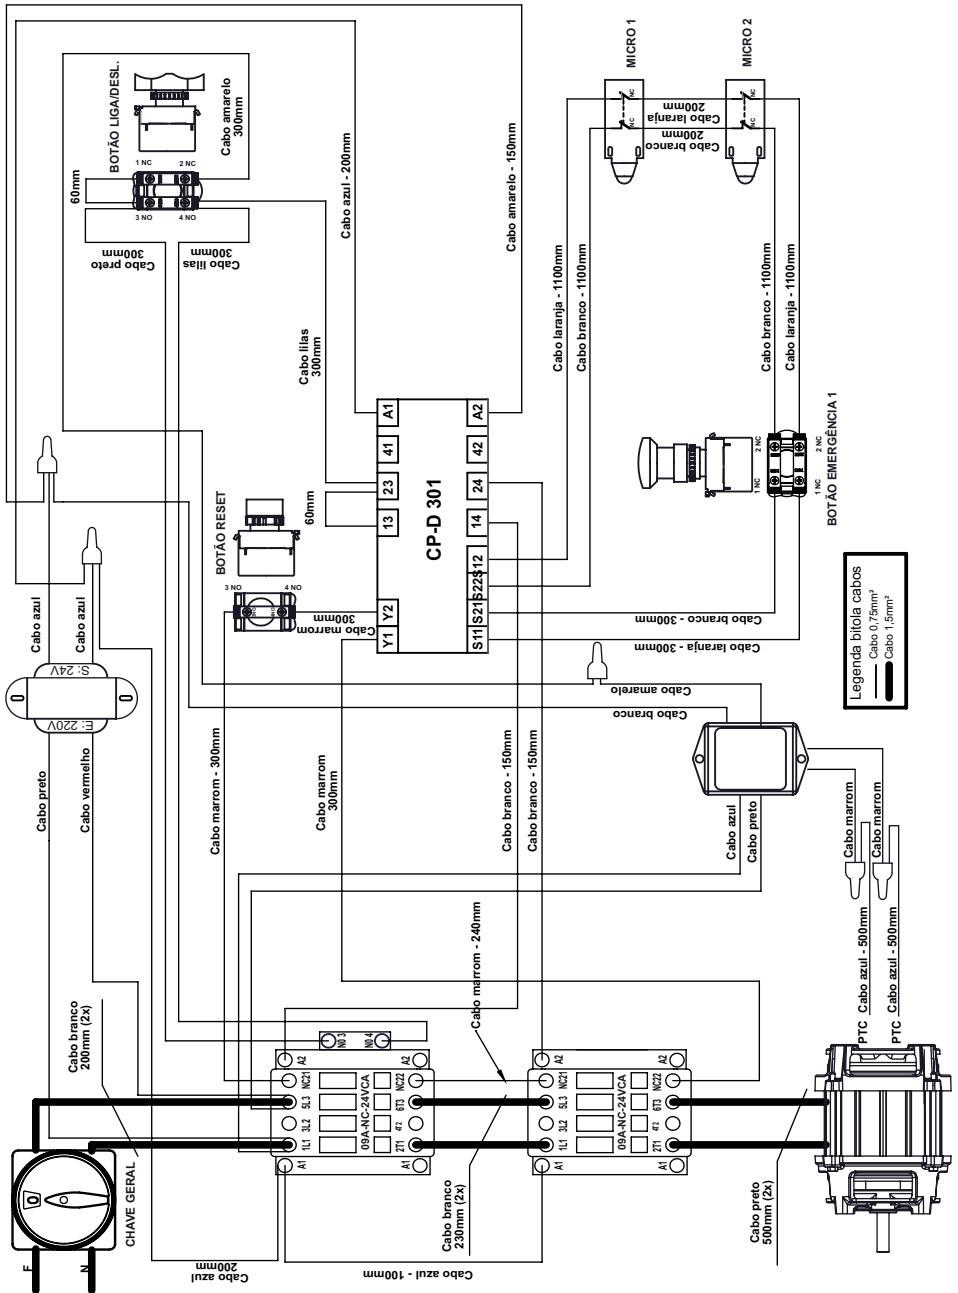 MICRO 1
MICRO 2
NC
NC
NC
NC
Cabo laranja
200mm
Cabo branco
200mm
BOTÃO LIGA/DESL.
1 NC
2 NC
3 NO
4 NO
60mm
Cabo amarelo
300mm
Cabo preto
300mm
Cabo lilas
300mm
Cabo azul - 200mm
Cabo amarelo - 150mm
Cabo laranja - 1100mm
Cabo branco - 1100mm
Cabo branco - 1100mm
Cabo laranja - 1100mm
Cabo lilas
300mm
CP-D 301
A1
41
23
13
Y2
Y1
A2
42
24
14
S12
S22
S21
S11
60mm
BOTÃO RESET
3 NO
4 NO
Cabo marrom
300mm
BOTÃO EMERGÊNCIA 1
1 NC
2 NC
1 NC
2 NC
Cabo branco - 300mm
Cabo laranja - 300mm
Legenda bitola cabos
Cabo 0,75mm²
Cabo 1,5mm²
Cabo azul
Cabo azul
S: 24V
E: 220V
Cabo preto
Cabo vermelho
Cabo amarelo
Cabo branco
Cabo marrom - 300mm
Cabo marrom
300mm
Cabo branco - 150mm
Cabo branco - 150mm
Cabo azul
Cabo preto
Cabo marrom
Cabo marrom
PTC
Cabo azul - 500mm
PTC
Cabo azul - 500mm
Cabo marrom - 240mm
Cabo branco
200mm (2x)
CHAVE GERAL
O
F
N
NO 3
NO 4
A2
A2
NC21
NC22
5L3
6T3
3L2
4T2
1L1
2T1
A1
A1
09A-NC-24VCA
A2
A2
NC21
NC22
5L3
6T3
3L2
4T2
1L1
2T1
A1
A1
09A-NC-24VCA
Cabo azul
200mm
Cabo azul - 100mm
Cabo branco
230mm (2x)
Cabo preto
500mm (2x)